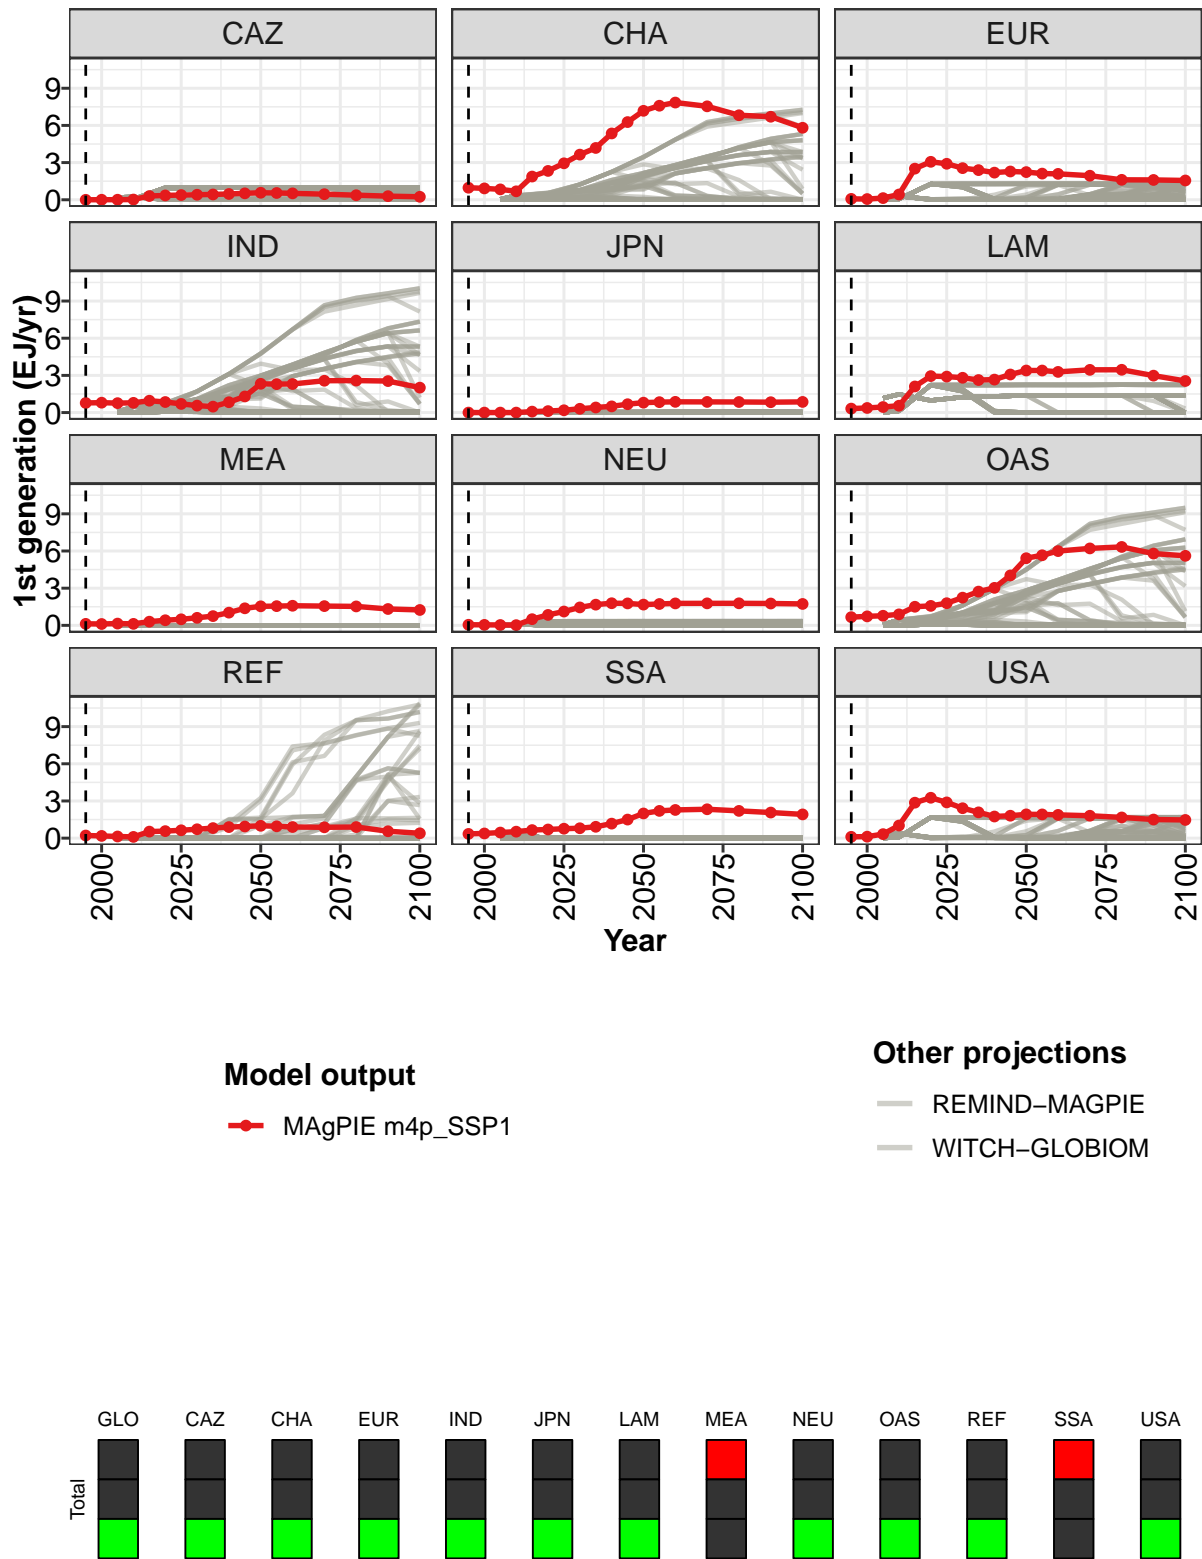 CAZ CHA EUR
9
6
3
0
IND JPN LAM
9
6
3
0
1st generation (EJ/yr)
MEA NEU OAS
9
6
3
0
REF SSA USA
9
6
3
0
2000 2025 2050 2075 2100 2000 2025 2050 2075 2100 2000 2025 2050 2075 2100
Year
Model output
MAgPIE m4p_SSP1
Other projections
REMIND−MAGPIE
WITCH−GLOBIOM
GLO CAZ CHA EUR IND JPN LAM MEA NEU OAS REF SSA USA
Total